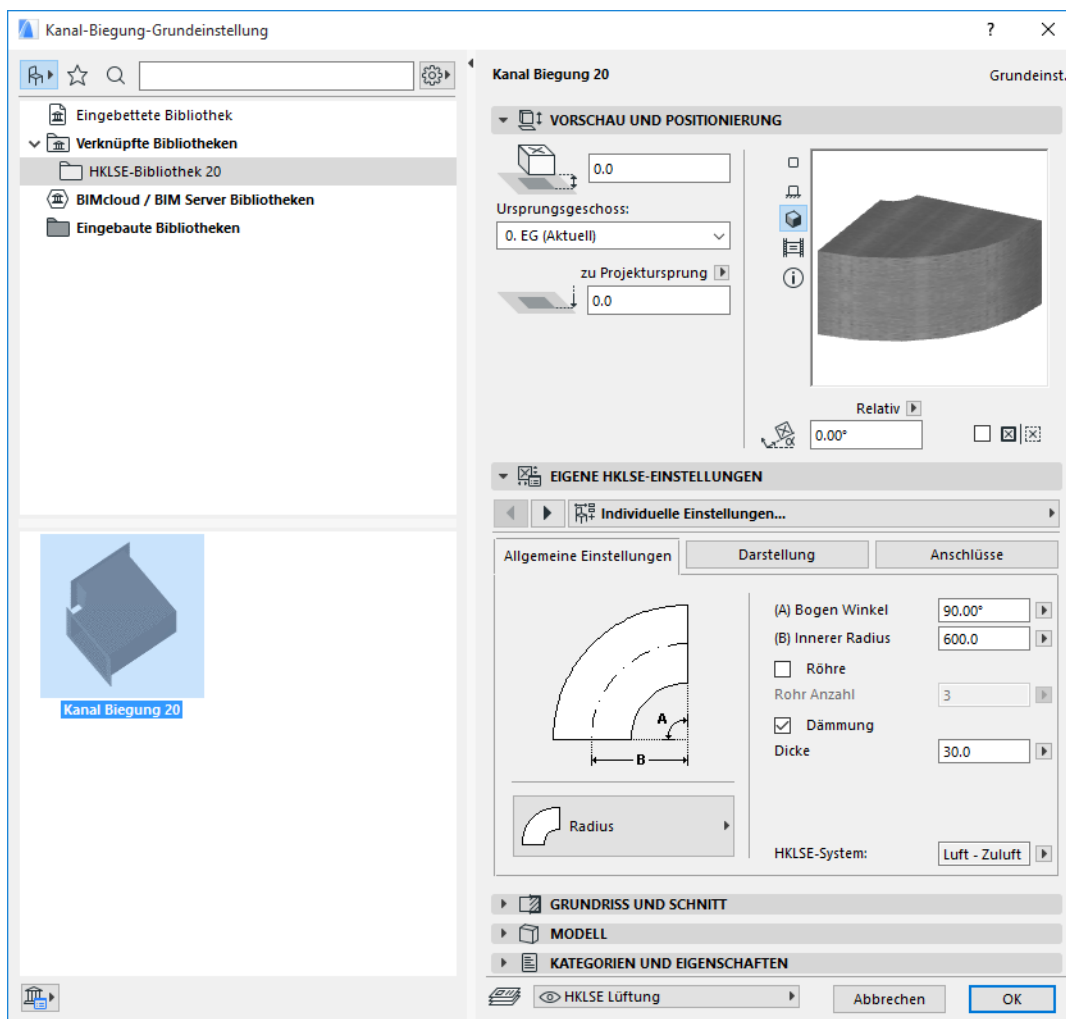 Kanal-Biegung-Grundeinstellung
?
Eingebettete Bibliothek
Verknüpfte Bibliotheken
HKLSE-Bibliothek 20
BIMcloud / BIM Server Bibliotheken
Eingebaute Bibliotheken
Kanal Biegung 20
Kanal Biegung 20
Grundeinst.
VORSCHAU UND POSITIONIERUNG
0.0
Ursprungsgeschoss:
0. EG (Aktuell)
zu Projektursprung
0.0
Relativ
α
0.00°
EIGENE HKLSE-EINSTELLUNGEN
Individuelle Einstellungen...
Allgemeine Einstellungen
Darstellung
Anschlüsse
A
B
Radius
(A) Bogen Winkel
90.00°
(B) Innerer Radius
600.0
Röhre
Rohr Anzahl
3
Dämmung
Dicke
30.0
HKLSE-System:
Luft - Zuluft
GRUNDRISS UND SCHNITT
MODELL
KATEGORIEN UND EIGENSCHAFTEN
HKLSE Lüftung
Abbrechen
OK